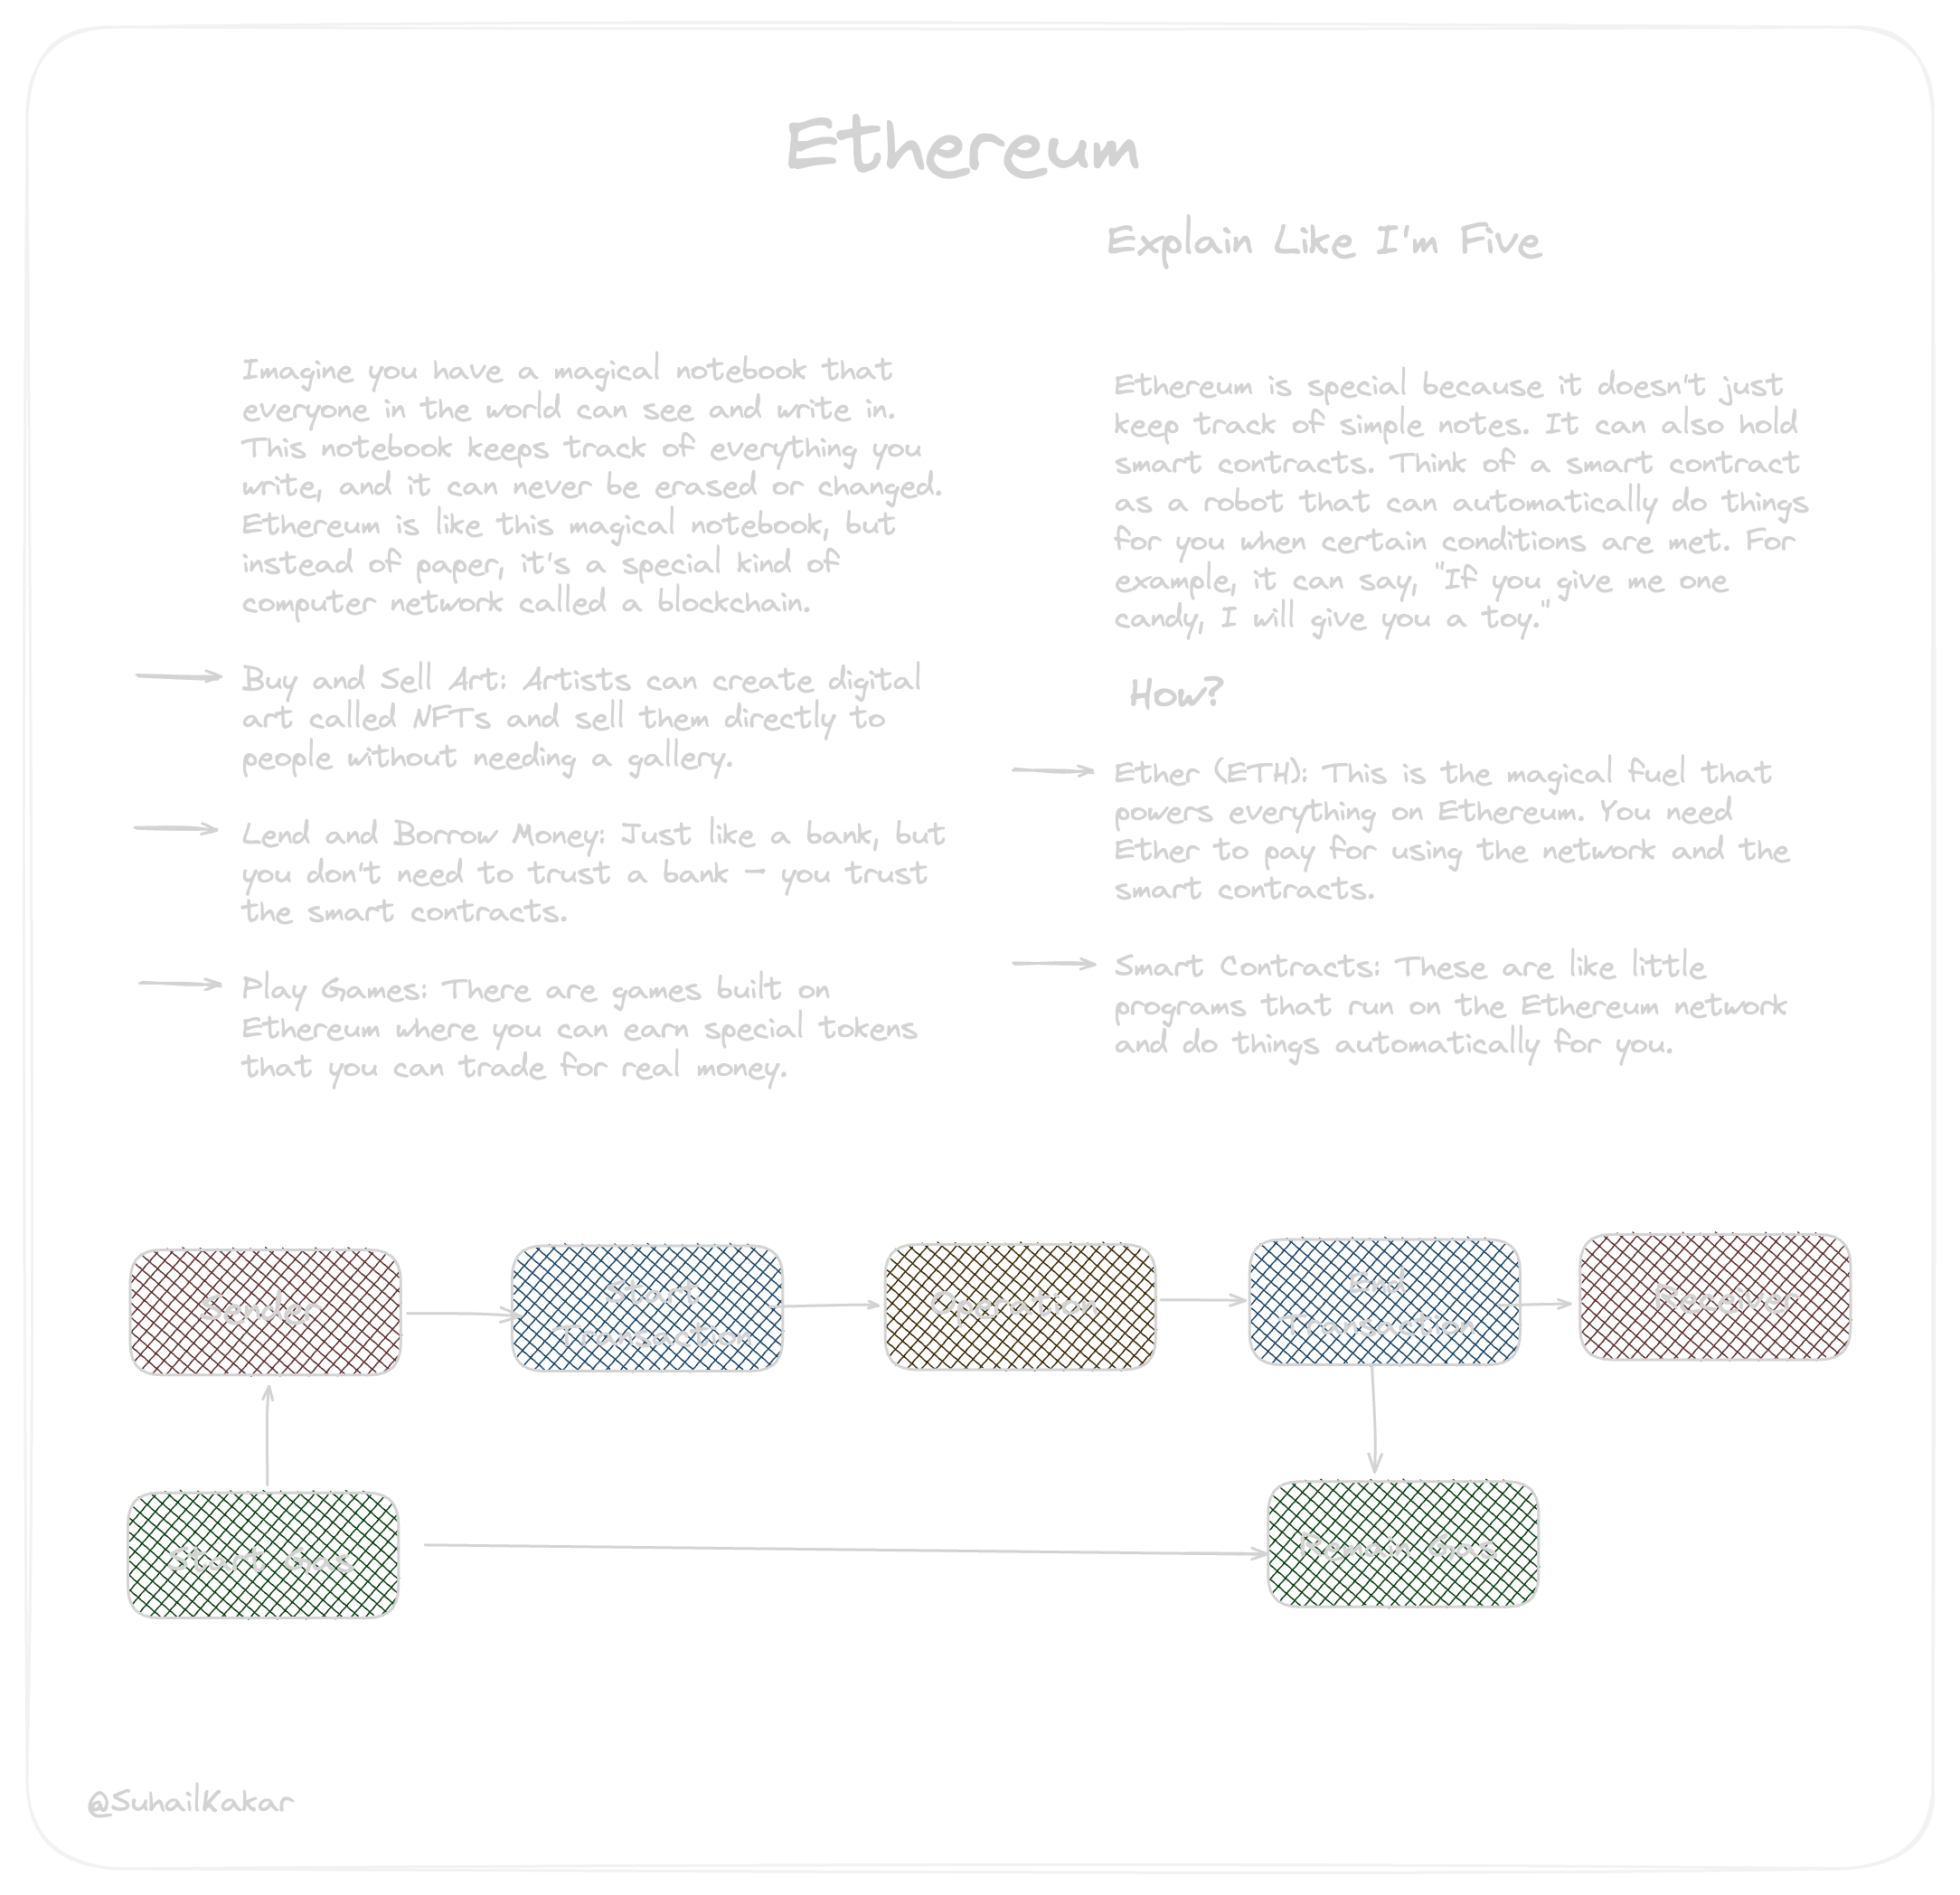 Ethereum
Explain Like I'm Five
Imagine you have a magical notebook that
everyone in the world can see and write in.
This notebook keeps track of everything you
write, and it can never be erased or changed.
Ethereum is like this magical notebook, but
instead of paper, it's a special kind of
computer network called a blockchain.
Buy and Sell Art: Artists can create digital
art called NFTs and sell them directly to
people without needing a gallery.
Lend and Borrow Money: Just like a bank, but
you don't need to trust a bank – you trust
the smart contracts.
Play Games: There are games built on
Ethereum where you can earn special tokens
that you can trade for real money.
Ethereum is special because it doesn't just
keep track of simple notes. It can also hold
smart contracts. Think of a smart contract
as a robot that can automatically do things
for you when certain conditions are met. For
example, it can say, "If you give me one
candy, I will give you a toy."
How?
Ether (ETH): This is the magical fuel that
powers everything on Ethereum. You need
Ether to pay for using the network and the
smart contracts.
Smart Contracts: These are like little
programs that run on the Ethereum network
and do things automatically for you.
Sender
Start
Transaction
Operation
End
Transaction
Receiver
Start Gas
Remain Gas
@SuhailKakar